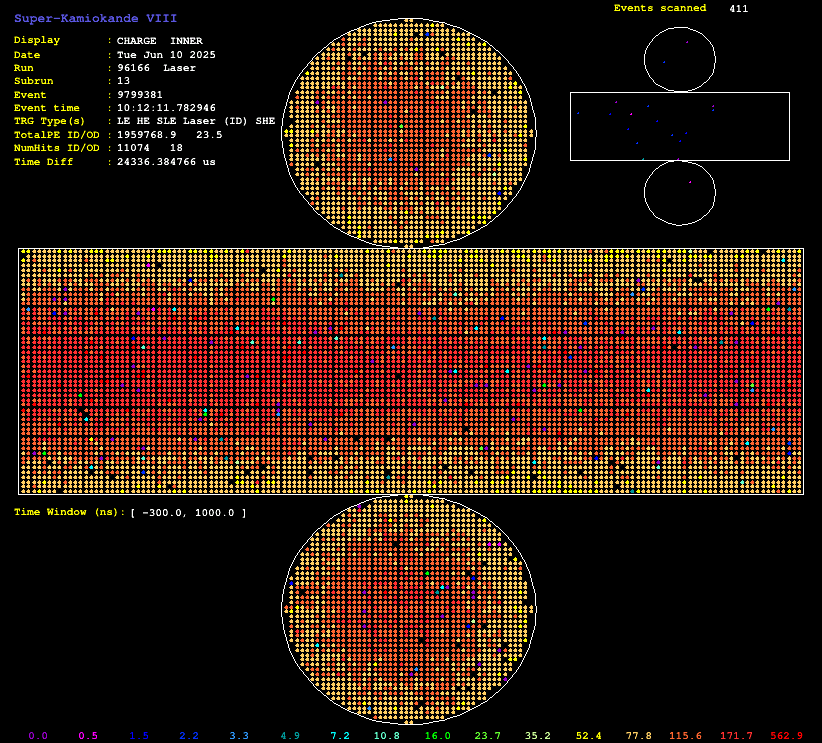 Super-Kamiokande VIII
Events scanned 411
Display : CHARGE INNER
Date : Tue Jun 10 2025
Run : 96166 Laser
Subrun : 13
Event : 9799381
Event time : 10:12:11.782946
TRG Type(s) : LE HE SLE Laser (ID) SHE
TotalPE ID/OD : 1959768.9 23.5
NumHits ID/OD : 11074 18
Time Diff : 24336.384766 us
Time Window (ns): [ -300.0, 1000.0 ]
0.0 0.5 1.5 2.2 3.3 4.9 7.2 10.8 16.0 23.7 35.2 52.4 77.8 115.6 171.7 562.9